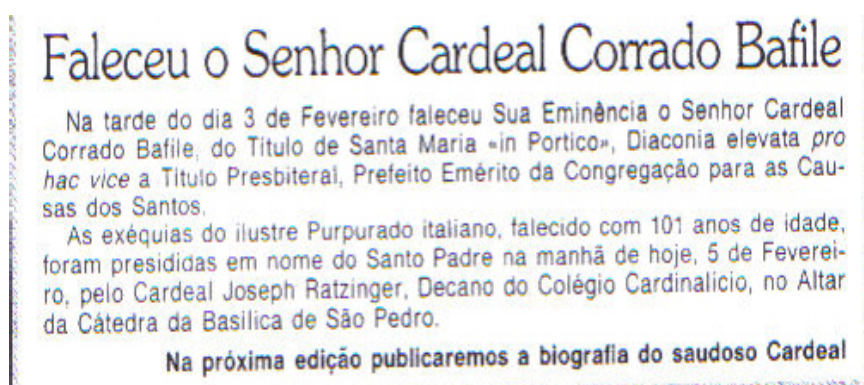 Faleceu o Senhor Cardeal Corrado Bafile
Na tarde do dia 3 de Fevereiro faleceu Sua Eminência o Senhor Cardeal
Corrado Bafile, do Titulo de Santa Maria «in Portico», Diaconia elevata pro
hac vice a Titulo Presbiteral, Prefeito Emérito da Congregação para as Cau-
sas dos Santos.
As exéquias do ilustre Purpurado italiano, falecido com 101 anos de idade,
foram presididas em nome do Santo Padre na manhã de hoje, 5 de Feverei-
ro, pelo Cardeal Joseph Ratzinger, Decano do Colégio Cardinalício, no Altar
da Cátedra da Basílica de São Pedro.
Na próxima edição publicaremos a biografia do saudoso Cardeal